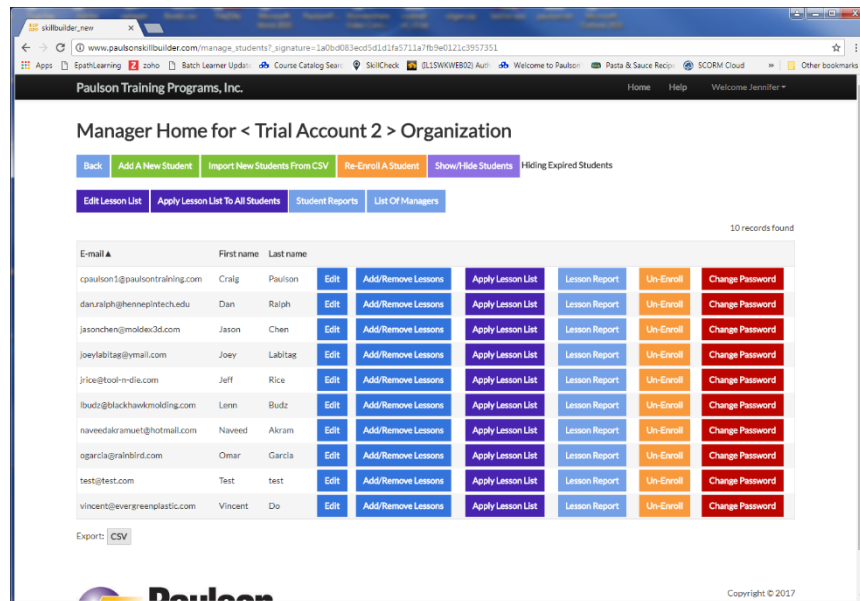 skillbuilder_new
www.paulsonskillbuilder.com/manage_students?_signature=1a0bd083ecd5d1d1fa5711a7fb9e0121c3957351
Apps EpathLearning zoho Batch Learner Update Course Catalog Searc SkillCheck (IL1SWKWEB02) Auth Welcome to Paulson Pasta & Sauce Recipe SCORM Cloud » Other bookmarks
Paulson Training Programs, Inc. Home Help Welcome Jennifer
Manager Home for < Trial Account 2 > Organization
Back Add A New Student Import New Students From CSV Re-Enroll A Student Show/Hide Students Hiding Expired Students
Edit Lesson List Apply Lesson List To All Students Student Reports List Of Managers
10 records found
E-mail▲ First name Last name
cpaulson1@paulsontraining.com Craig Paulson Edit Add/Remove Lessons Apply Lesson List Lesson Report Un-Enroll Change Password
dan.ralph@hennepintech.edu Dan Ralph Edit Add/Remove Lessons Apply Lesson List Lesson Report Un-Enroll Change Password
jasonchen@moldex3d.com Jason Chen Edit Add/Remove Lessons Apply Lesson List Lesson Report Un-Enroll Change Password
joeylabitag@ymail.com Joey Labitag Edit Add/Remove Lessons Apply Lesson List Lesson Report Un-Enroll Change Password
jrice@tool-n-die.com Jeff Rice Edit Add/Remove Lessons Apply Lesson List Lesson Report Un-Enroll Change Password
lbudz@blackhawkmolding.com Lenn Budz Edit Add/Remove Lessons Apply Lesson List Lesson Report Un-Enroll Change Password
naveedakramuet@hotmail.com Naveed Akram Edit Add/Remove Lessons Apply Lesson List Lesson Report Un-Enroll Change Password
ogarcia@rainbird.com Omar Garcia Edit Add/Remove Lessons Apply Lesson List Lesson Report Un-Enroll Change Password
test@test.com Test test Edit Add/Remove Lessons Apply Lesson List Lesson Report Un-Enroll Change Password
vincent@evergreenplastic.com Vincent Do Edit Add/Remove Lessons Apply Lesson List Lesson Report Un-Enroll Change Password
Export: CSV
Paulson
Copyright © 2017